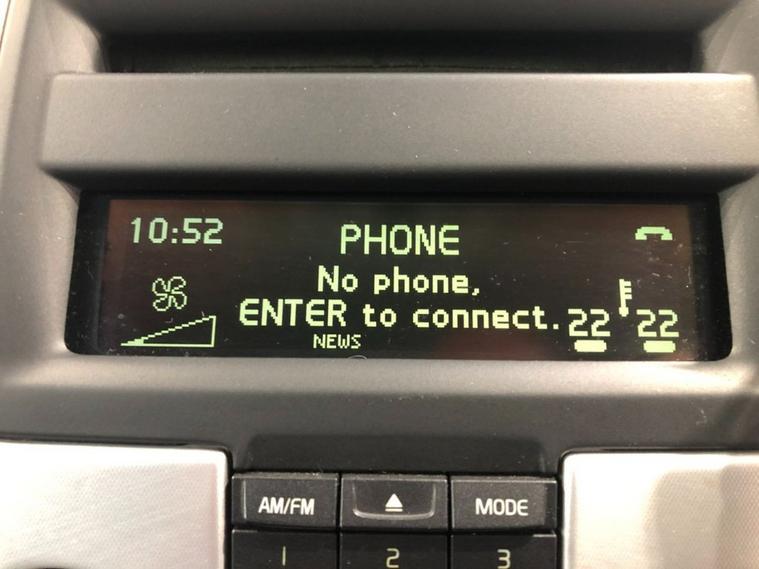 10:52
PHONE
No phone,
ENTER to connect.
22 22
NEWS
AM/FM
MODE
1 2 3